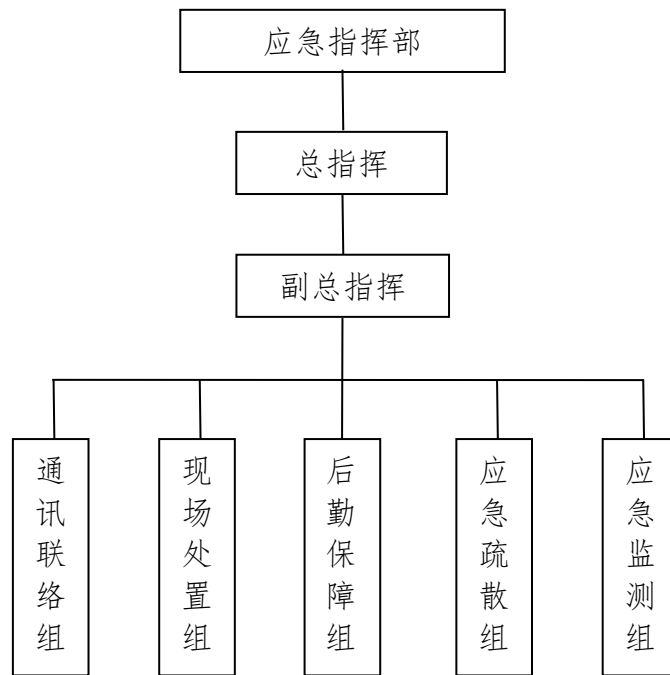 应急指挥部
总指挥
副总指挥
通讯联络组
现场处置组
后勤保障组
应急疏散组
应急监测组